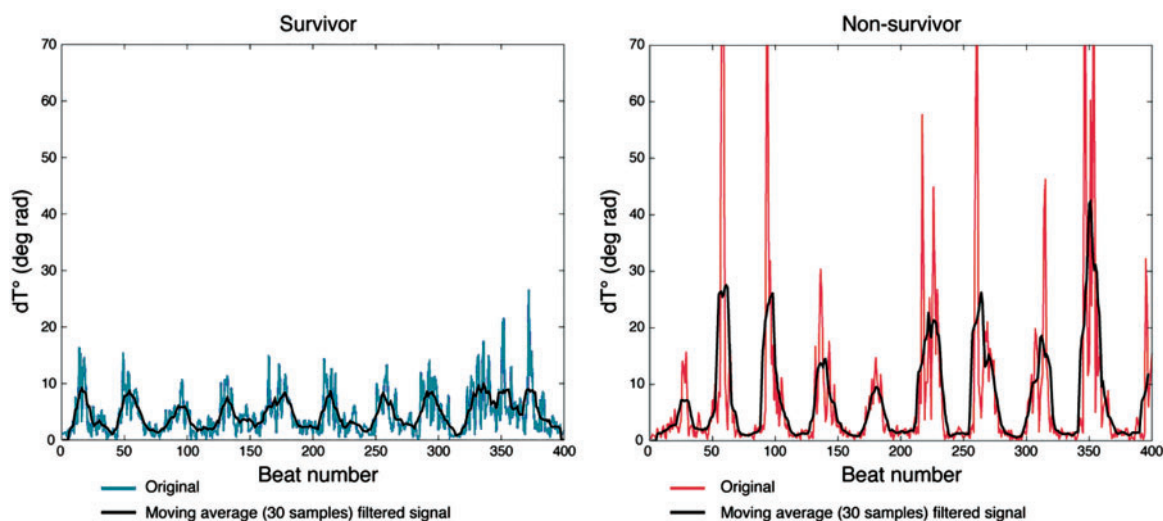 Survivor
70
60
50
40
30
20
10
0
dT° (deg rad)
0 50 100 150 200 250 300 350 400
Beat number
Original
Moving average (30 samples) filtered signal
Non-survivor
70
60
50
40
30
20
10
0
dT° (deg rad)
0 50 100 150 200 250 300 350 400
Beat number
Original
Moving average (30 samples) filtered signal